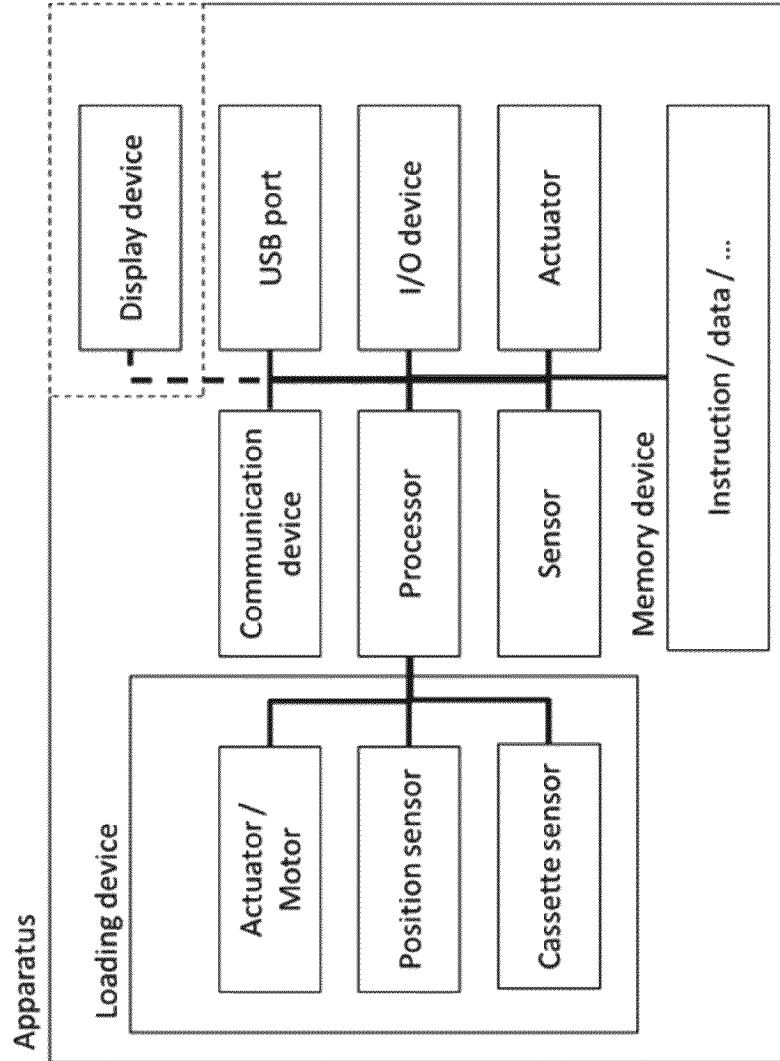 Apparatus
Loading device
Actuator /
Motor
Position sensor
Cassette sensor
Communication
device
Processor
Sensor
Display device
USB port
I/O device
Actuator
Memory device
Instruction / data / ...